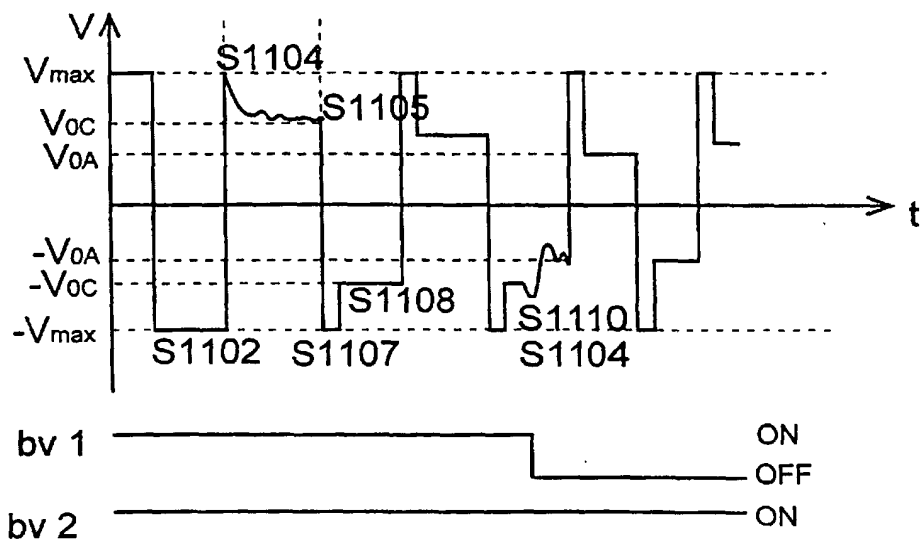 V
Vmax
V0C
V0A
S1104
S1105
t
-V0A
-V0C
-Vmax
S1108
S1110
S1102
S1107
S1104
bv 1
ON
OFF
bv 2
ON